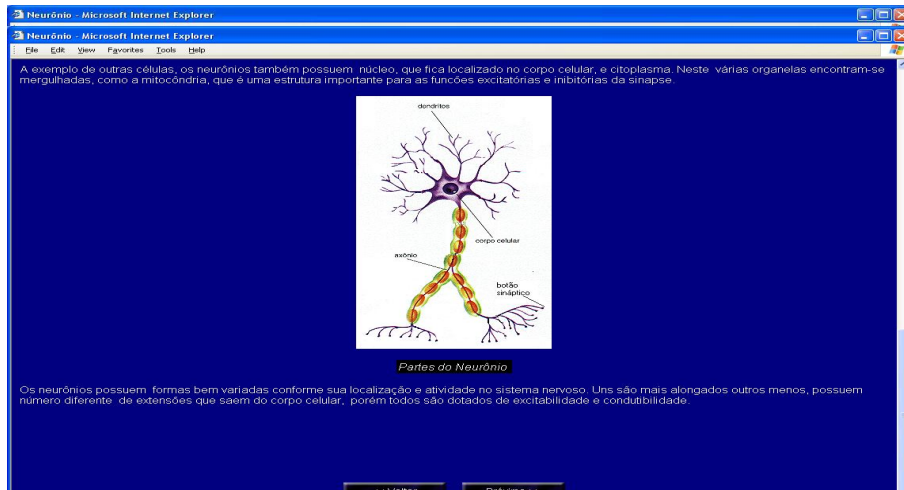 Neurônio - Microsoft Internet Explorer
Neurônio - Microsoft Internet Explorer
File Edit View Favorites Tools Help
A exemplo de outras células, os neurônios também possuem núcleo, que fica localizado no corpo celular, e citoplasma. Neste várias organelas encontram-se
mergulhadas, como a mitocôndria, que é uma estrutura importante para as funcões excitatórias e inibitórias da sinapse.
dendritos
corpo celular
axônio
botão
sináptico
Partes do Neurônio
Os neurônios possuem formas bem variadas conforme sua localização e atividade no sistema nervoso. Uns são mais alongados outros menos, possuem
número diferente de extensões que saem do corpo celular, porém todos são dotados de excitabilidade e condutibilidade.